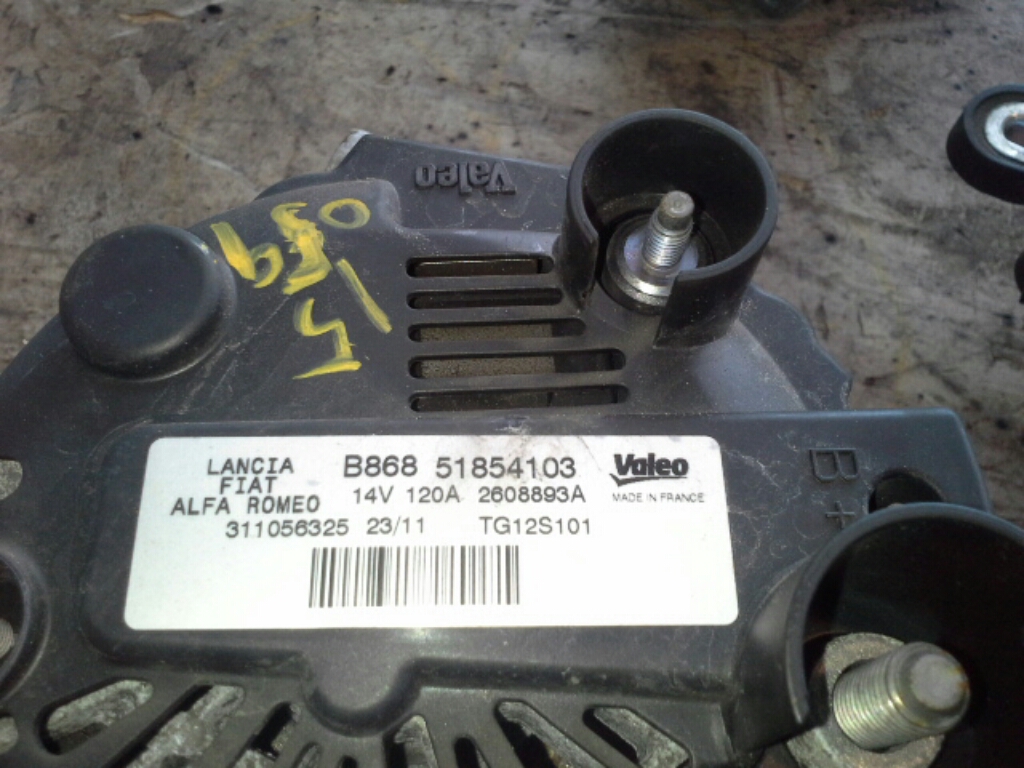 Valeo
LANCIA
FIAT
ALFA ROMEO
B868 51854103
14V 120A 2608893A
311056325 23/11 TG12S101
Valeo
MADE IN FRANCE
B+